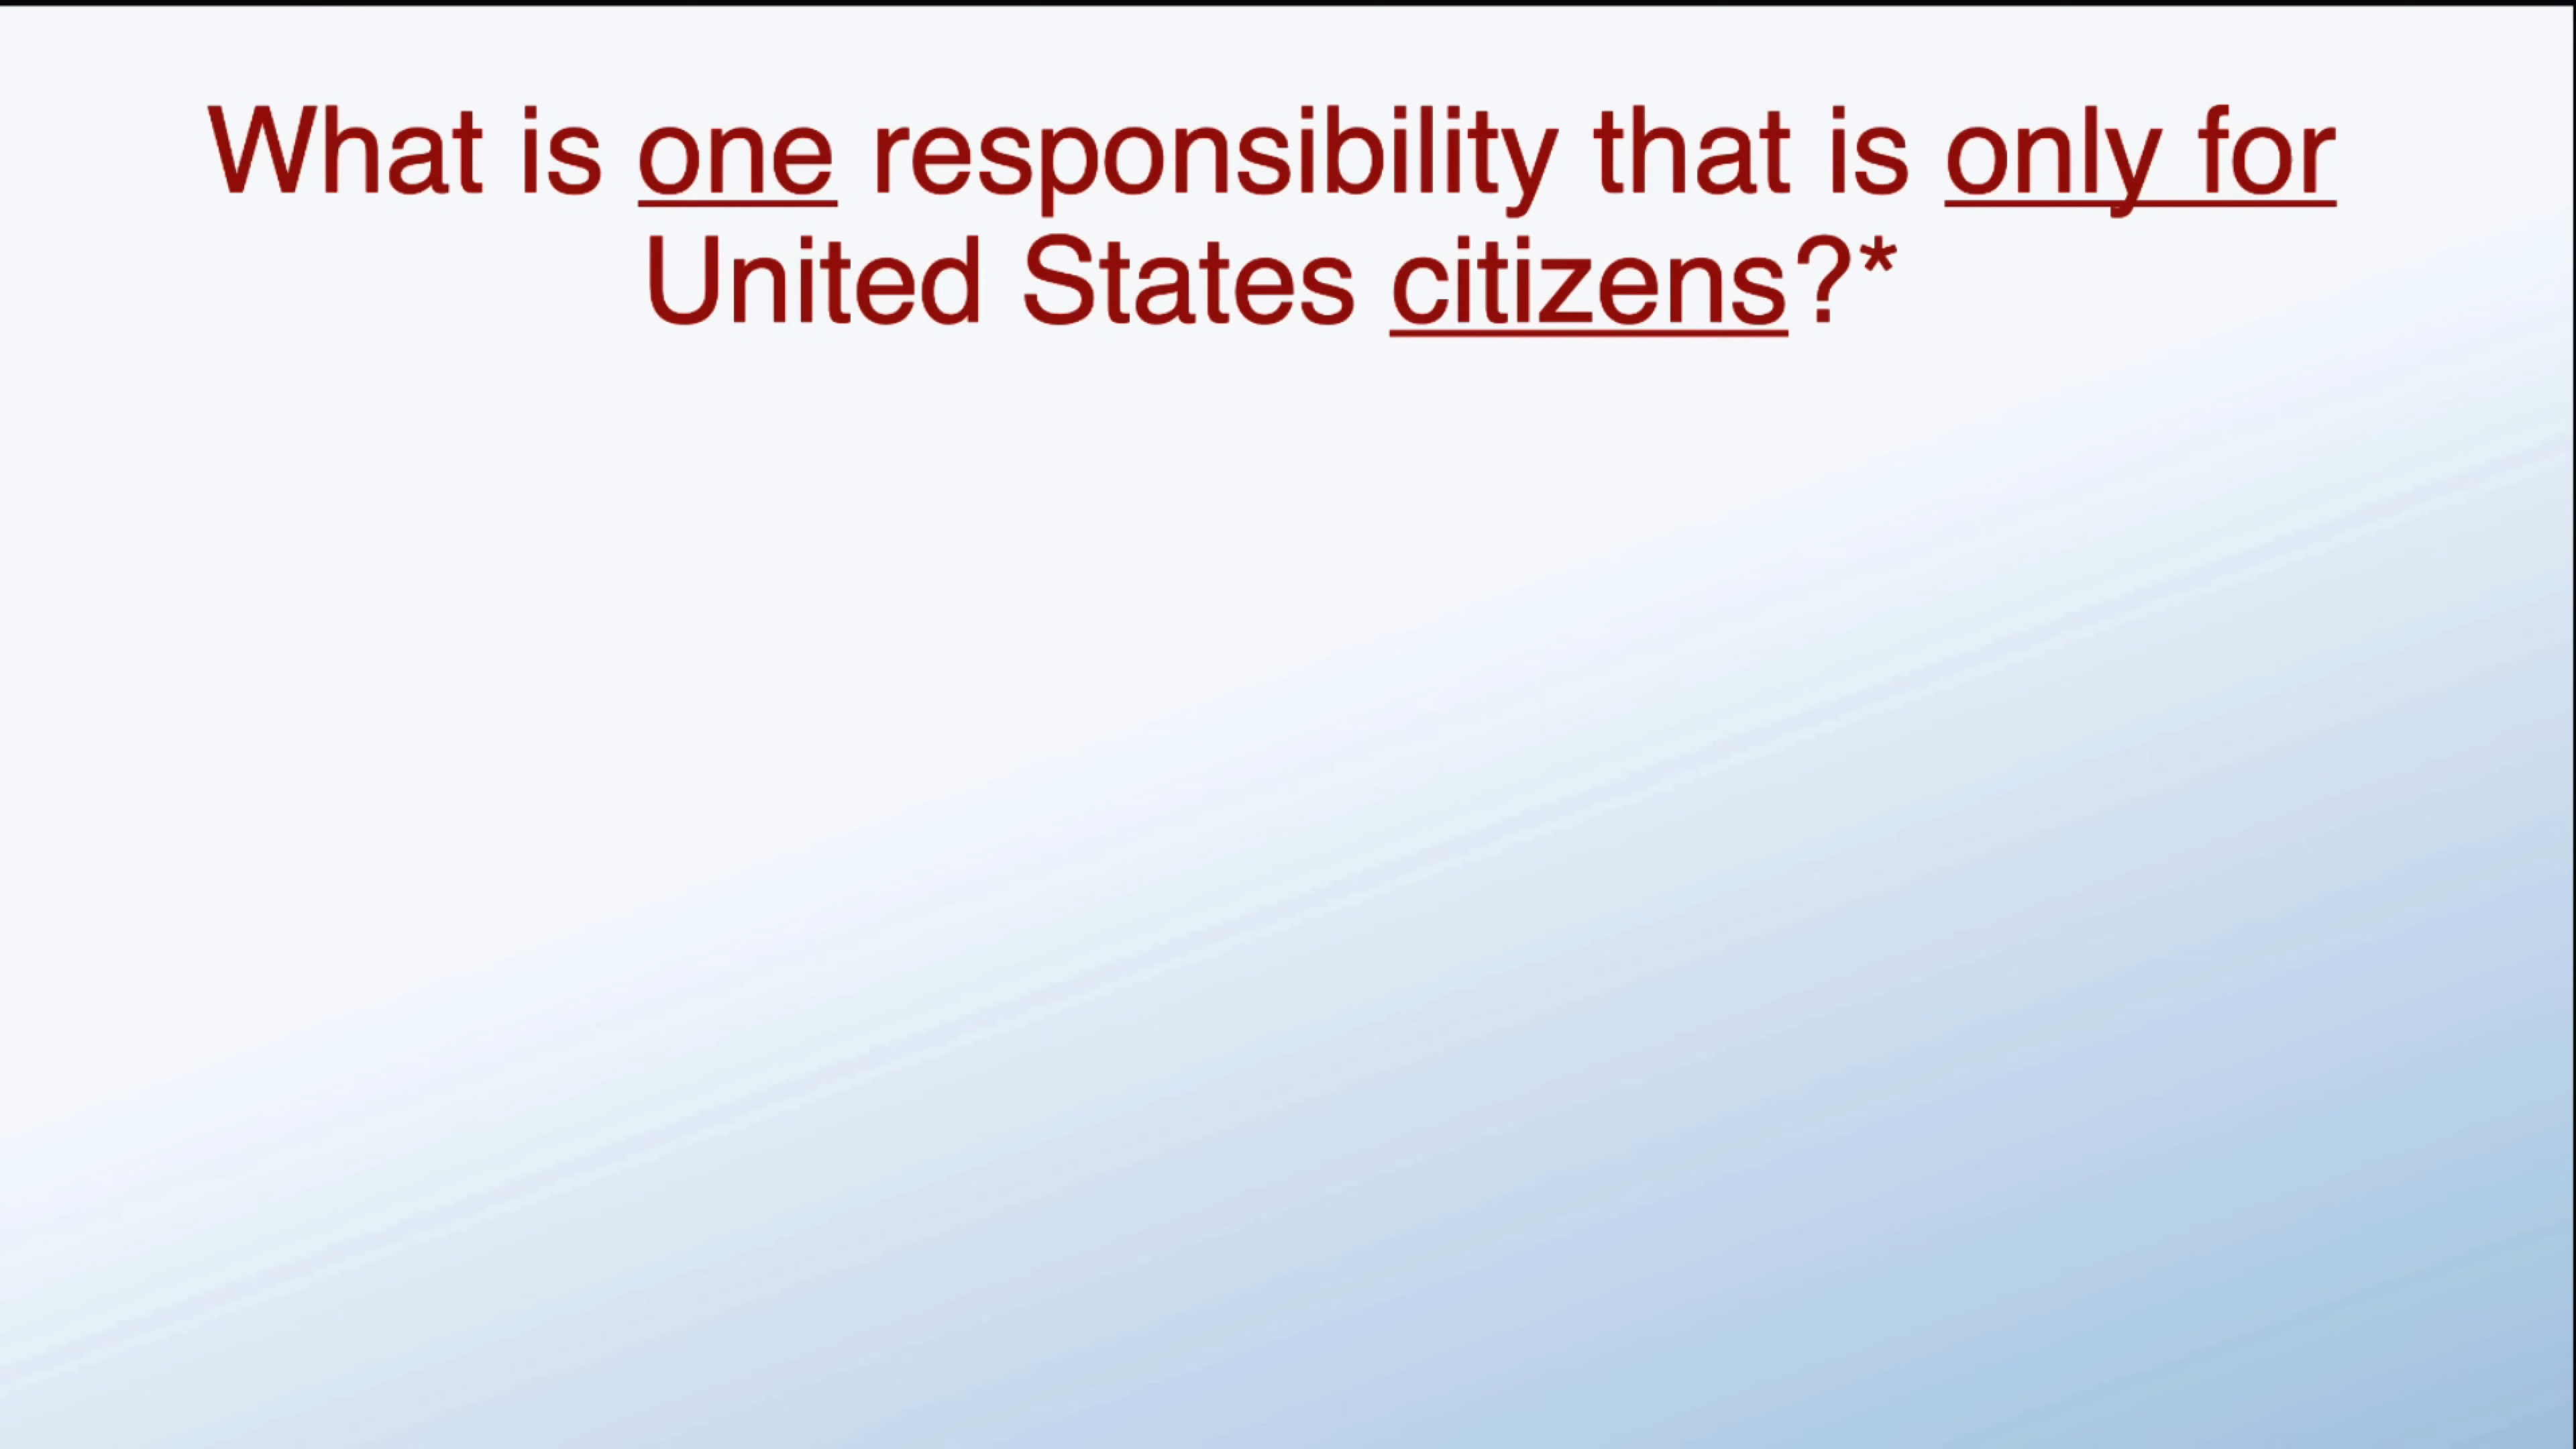 What is one responsibility that is only for
United States citizens?*